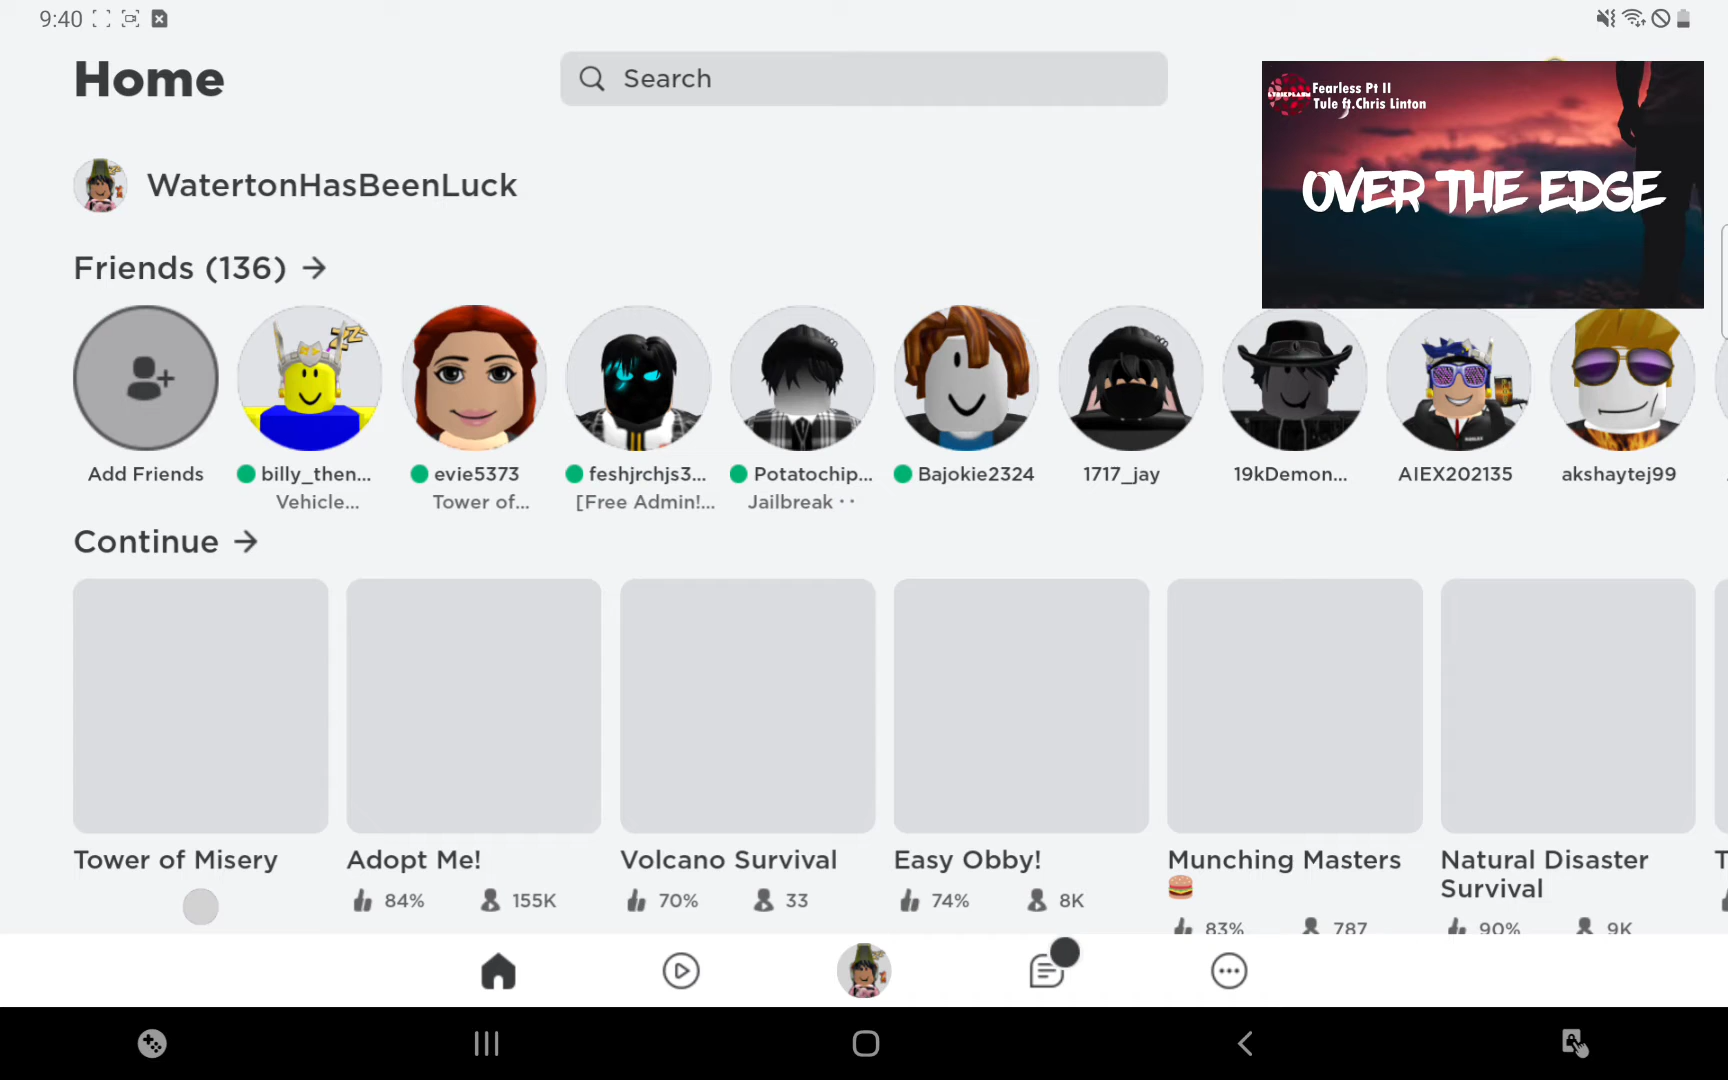 9:40
Home
Search
Fearless Pt II
Tule ft.Chris Linton
OVER THE EDGE
WatertonHasBeenLuck
Friends (136)
Add Friends
billy_then...
Vehicle...
evie5373
Tower of...
feshjrchjs3...
[Free Admin!...
Potatochip...
Jailbreak
Bajokie2324
1717_jay
19kDemon...
AIEX202135
akshaytej99
Continue
Tower of Misery
Adopt Me!
84% 155K
Volcano Survival
70% 33
Easy Obby!
74% 8K
Munching Masters
🍔
83% 787
Natural Disaster
Survival
90% 9K
T